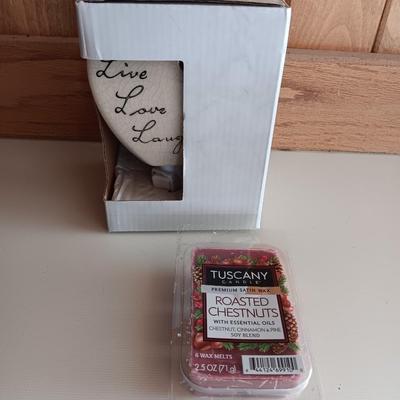 Live
Love
Laug
TUSCANY
CANDLE
PREMIUM SATIN WAX
ROASTED
CHESTNUTS
WITH ESSENTIAL OILS
CHESTNUT, CINNAMON & PINE
SOY BLEND
6 WAX MELTS
2.5 OZ (71 g)